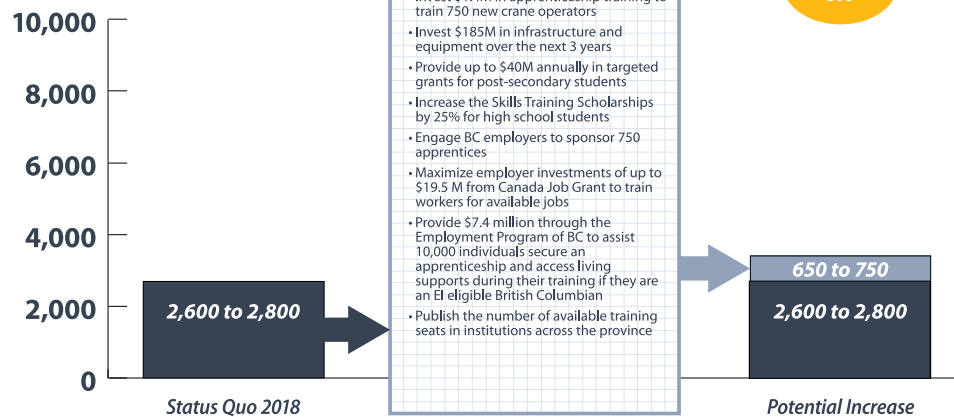 train 750 new crane operators
• Invest $185M in infrastructure and
equipment over the next 3 years
• Provide up to $40M annually in targeted
grants for post-secondary students
• Increase the Skills Training Scholarships
by 25% for high school students
• Engage BC employers to sponsor 750
apprentices
• Maximize employer investments of up to
$19.5 M from Canada Job Grant to train
workers for available jobs
• Provide $7.4 million through the
Employment Program of BC to assist
10,000 individuals secure an
apprenticeship and access living
supports during their training if they are
an EI eligible British Columbian
• Publish the number of available training
seats in institutions across the province
10,000
8,000
6,000
4,000
2,000
0
2,600 to 2,800
650 to 750
2,600 to 2,800
Status Quo 2018
Potential Increase